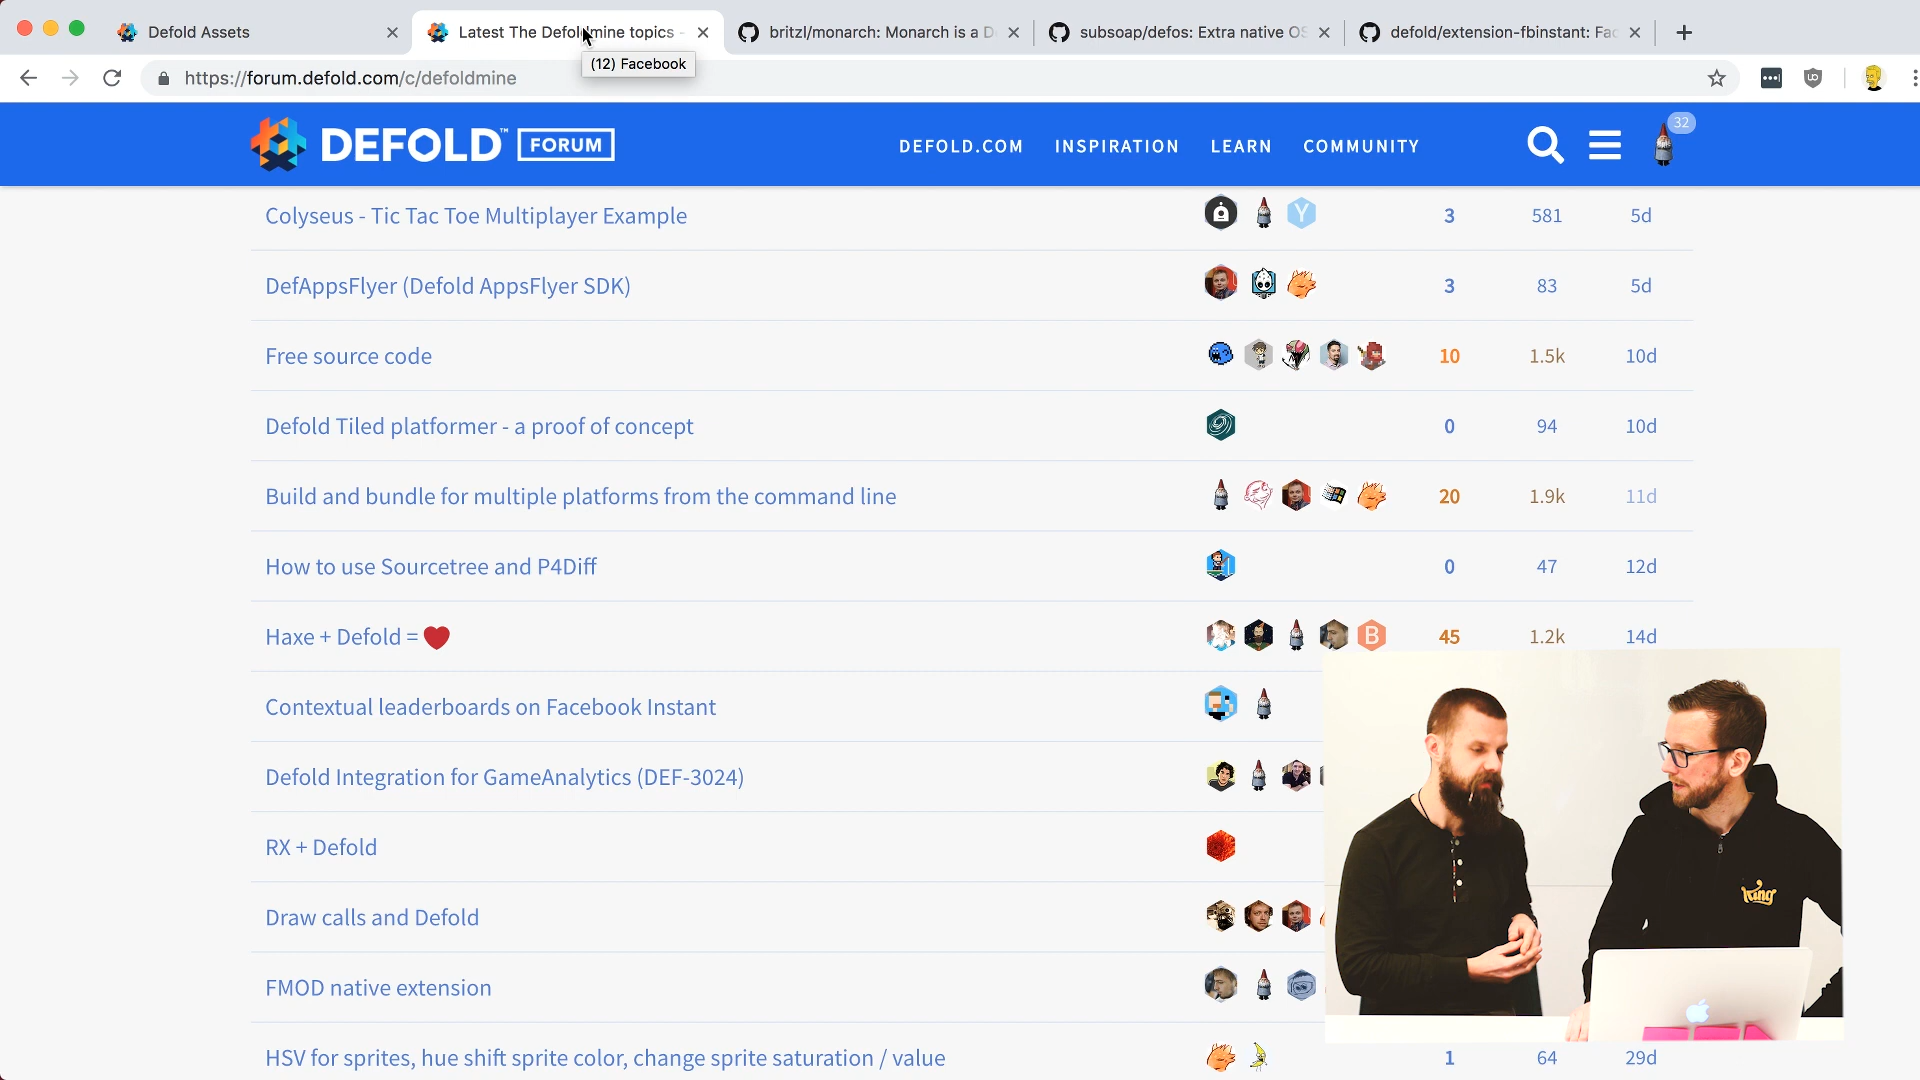 Defold Assets
Latest The Defoldmine topics -
britzl/monarch: Monarch is a D
subsoap/defos: Extra native OS
defold/extension-fbinstant: Fac
https://forum.defold.com/c/defoldmine
(12) Facebook
DEFOLD™ FORUM
DEFOLD.COM INSPIRATION LEARN COMMUNITY
32
Colyseus - Tic Tac Toe Multiplayer Example 3 581 5d
DefAppsFlyer (Defold AppsFlyer SDK) 3 83 5d
Free source code 10 1.5k 10d
Defold Tiled platformer - a proof of concept 0 94 10d
Build and bundle for multiple platforms from the command line 20 1.9k 11d
How to use Sourcetree and P4Diff 0 47 12d
Haxe + Defold = ❤ B 45 1.2k 14d
Contextual leaderboards on Facebook Instant
Defold Integration for GameAnalytics (DEF-3024)
RX + Defold
Draw calls and Defold
King
FMOD native extension
HSV for sprites, hue shift sprite color, change sprite saturation / value 1 64 29d